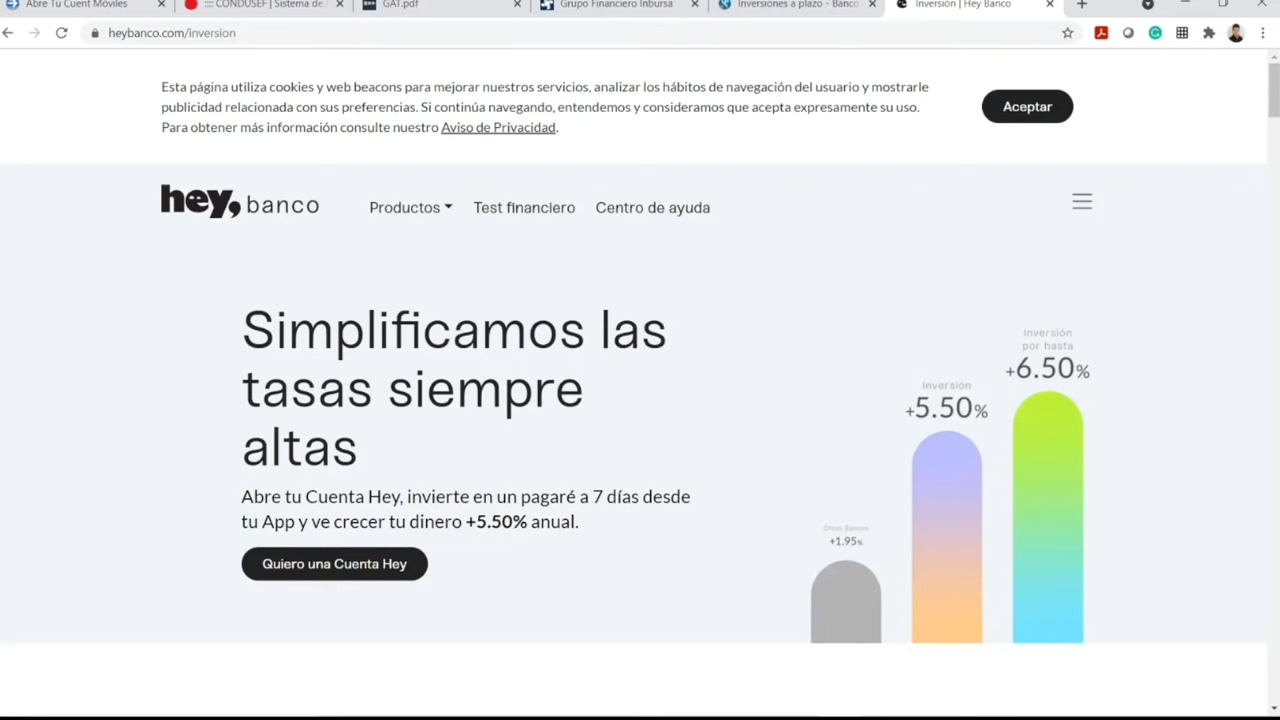 Abre Tu Cuent Móviles
::: CONDUSEF | Sistema de
GAT.pdf
Grupo Financiero Inbursa
Inversiones a plazo - Banco
Inversión | Hey Banco
heybanco.com/inversion
Esta página utiliza cookies y web beacons para mejorar nuestros servicios, analizar los hábitos de navegación del usuario y mostrarle
publicidad relacionada con sus preferencias. Si continúa navegando, entendemos y consideramos que acepta expresamente su uso.
Para obtener más información consulte nuestro Aviso de Privacidad.
Aceptar
hey, banco
Productos
Test financiero
Centro de ayuda
Simplificamos las
tasas siempre
altas
Abre tu Cuenta Hey, invierte en un pagaré a 7 días desde
tu App y ve crecer tu dinero +5.50% anual.
Quiero una Cuenta Hey
Otros Bancos
+1.95%
Inversión
+5.50%
Inversión
por hasta
+6.50%